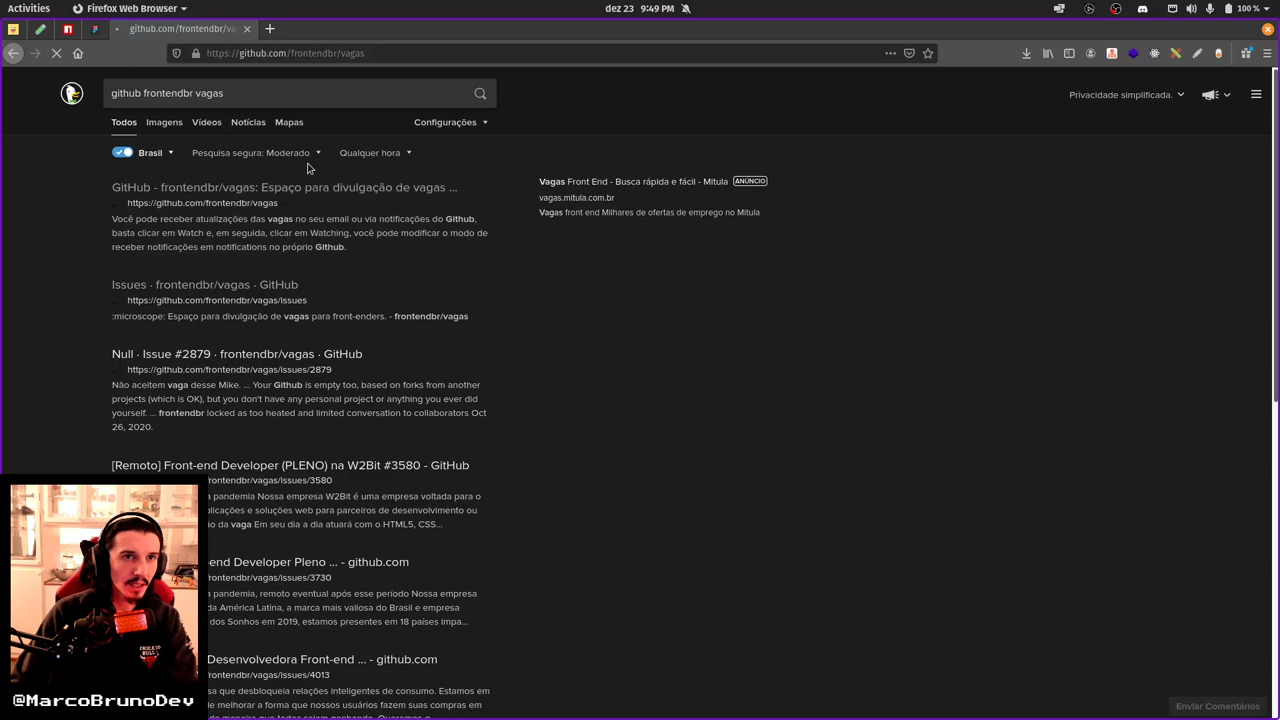 Activities
Firefox Web Browser
dez 23 9:49 PM
100 %
github.com/frontendbr/va
https://github.com/frontendbr/vagas
github frontendbr vagas
Privacidade simplificada.
Todos Imagens Vídeos Notícias Mapas Configurações
Brasil Pesquisa segura: Moderado Qualquer hora
GitHub - frontendbr/vagas: Espaço para divulgação de vagas ...
https://github.com/frontendbr/vagas
Você pode receber atualizações das vagas no seu email ou via notificações do Github,
basta clicar em Watch e, em seguida, clicar em Watching, você pode modificar o modo de
receber notificações em notifications no próprio Github.
Vagas Front End - Busca rápida e fácil - Mitula ANÚNCIO
vagas.mitula.com.br
Vagas front end Milhares de ofertas de emprego no Mitula
Issues · frontendbr/vagas · GitHub
https://github.com/frontendbr/vagas/issues
:microscope: Espaço para divulgação de vagas para front-enders. - frontendbr/vagas
Null · Issue #2879 · frontendbr/vagas · GitHub
https://github.com/frontendbr/vagas/issues/2879
Não aceitem vaga desse Mike. ... Your Github is empty too, based on forks from another
projects (which is OK), but you don't have any personal project or anything you ever did
yourself. ... frontendbr locked as too heated and limited conversation to collaborators Oct
26, 2020.
[Remoto] Front-end Developer (PLENO) na W2Bit #3580 - GitHub
frontendbr/vagas/issues/3580
a pandemia Nossa empresa W2Bit é uma empresa voltada para o
plicações e soluções web para parceiros de desenvolvimento ou
ão da vaga Em seu dia a dia atuará com o HTML5, CSS...
-end Developer Pleno ... - github.com
frontendbr/vagas/issues/3730
a pandemia, remoto eventual após esse período Nossa empresa
da América Latina, a marca mais valiosa do Brasil e empresa
dos Sonhos em 2019, estamos presentes em 18 países impa...
Desenvolvedora Front-end ... - github.com
frontendbr/vagas/issues/4013
sa que desbloqueia relações inteligentes de consumo. Estamos em
CHICAGO
NULL
@MarcoBrunoDev
Enviar Comentários